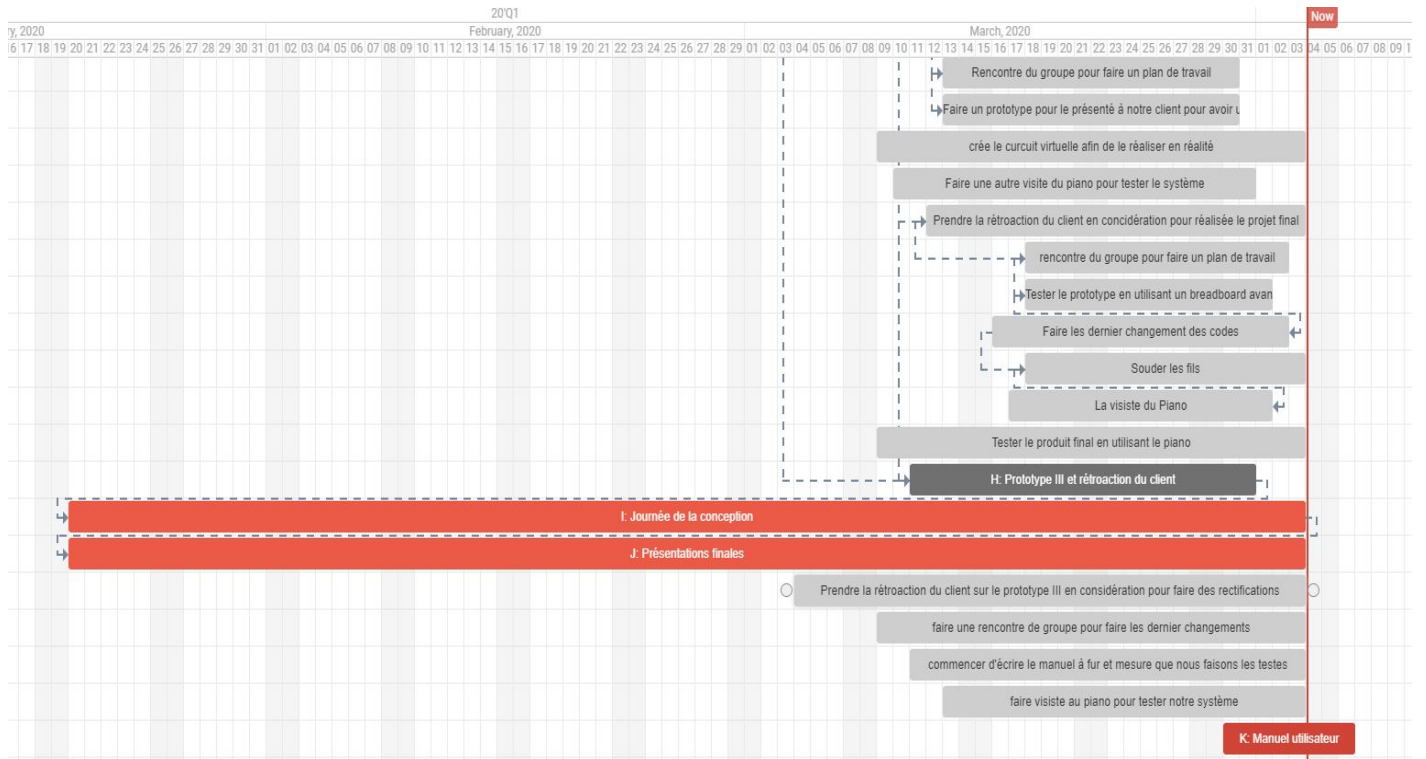 20'Q1
Now
ry, 2020 February, 2020 March, 2020
6 17 18 19 20 21 22 23 24 25 26 27 28 29 30 31 01 02 03 04 05 06 07 08 09 10 11 12 13 14 15 16 17 18 19 20 21 22 23 24 25 26 27 28 29 01 02 03 04 05 06 07 08 09 10 11 12 13 14 15 16 17 18 19 20 21 22 23 24 25 26 27 28 29 30 31 01 02 03 04 05 06 07 08 09 1
Rencontre du groupe pour faire un plan de travail
Faire un prototype pour le présenté à notre client pour avoir u
crée le curcuit virtuelle afin de le réaliser en réalité
Faire une autre visite du piano pour tester le système
Prendre la rétroaction du client en concidération pour réalisée le projet final
rencontre du groupe pour faire un plan de travail
Tester le prototype en utilisant un breadboard avan
Faire les dernier changement des codes
Souder les fils
La visiste du Piano
Tester le produit final en utilisant le piano
H: Prototype III et rétroaction du client
I: Journée de la conception
J: Présentations finales
Prendre la rétroaction du client sur le prototype III en considération pour faire des rectifications
faire une rencontre de groupe pour faire les dernier changements
commencer d'écrire le manuel à fur et mesure que nous faisons les testes
faire visiste au piano pour tester notre système
K: Manuel utilisateur